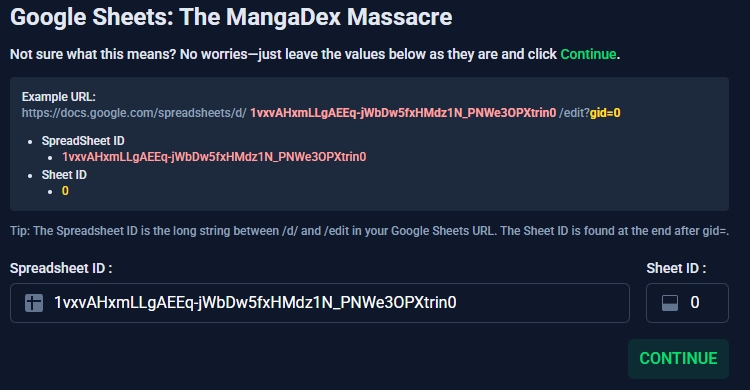 Google Sheets: The MangaDex Massacre
Not sure what this means? No worries—just leave the values below as they are and click Continue.
Example URL:
https://docs.google.com/spreadsheets/d/ 1vxvAHxmLLgAEEq-jWbDw5fxHMdz1N_PNWe3OPXtrin0 /edit?gid=0
• SpreadSheet ID
• 1vxvAHxmLLgAEEq-jWbDw5fxHMdz1N_PNWe3OPXtrin0
• Sheet ID
• 0
Tip: The Spreadsheet ID is the long string between /d/ and /edit in your Google Sheets URL. The Sheet ID is found at the end after gid=.
Spreadsheet ID : Sheet ID :
1vxvAHxmLLgAEEq-jWbDw5fxHMdz1N_PNWe3OPXtrin0 0
CONTINUE